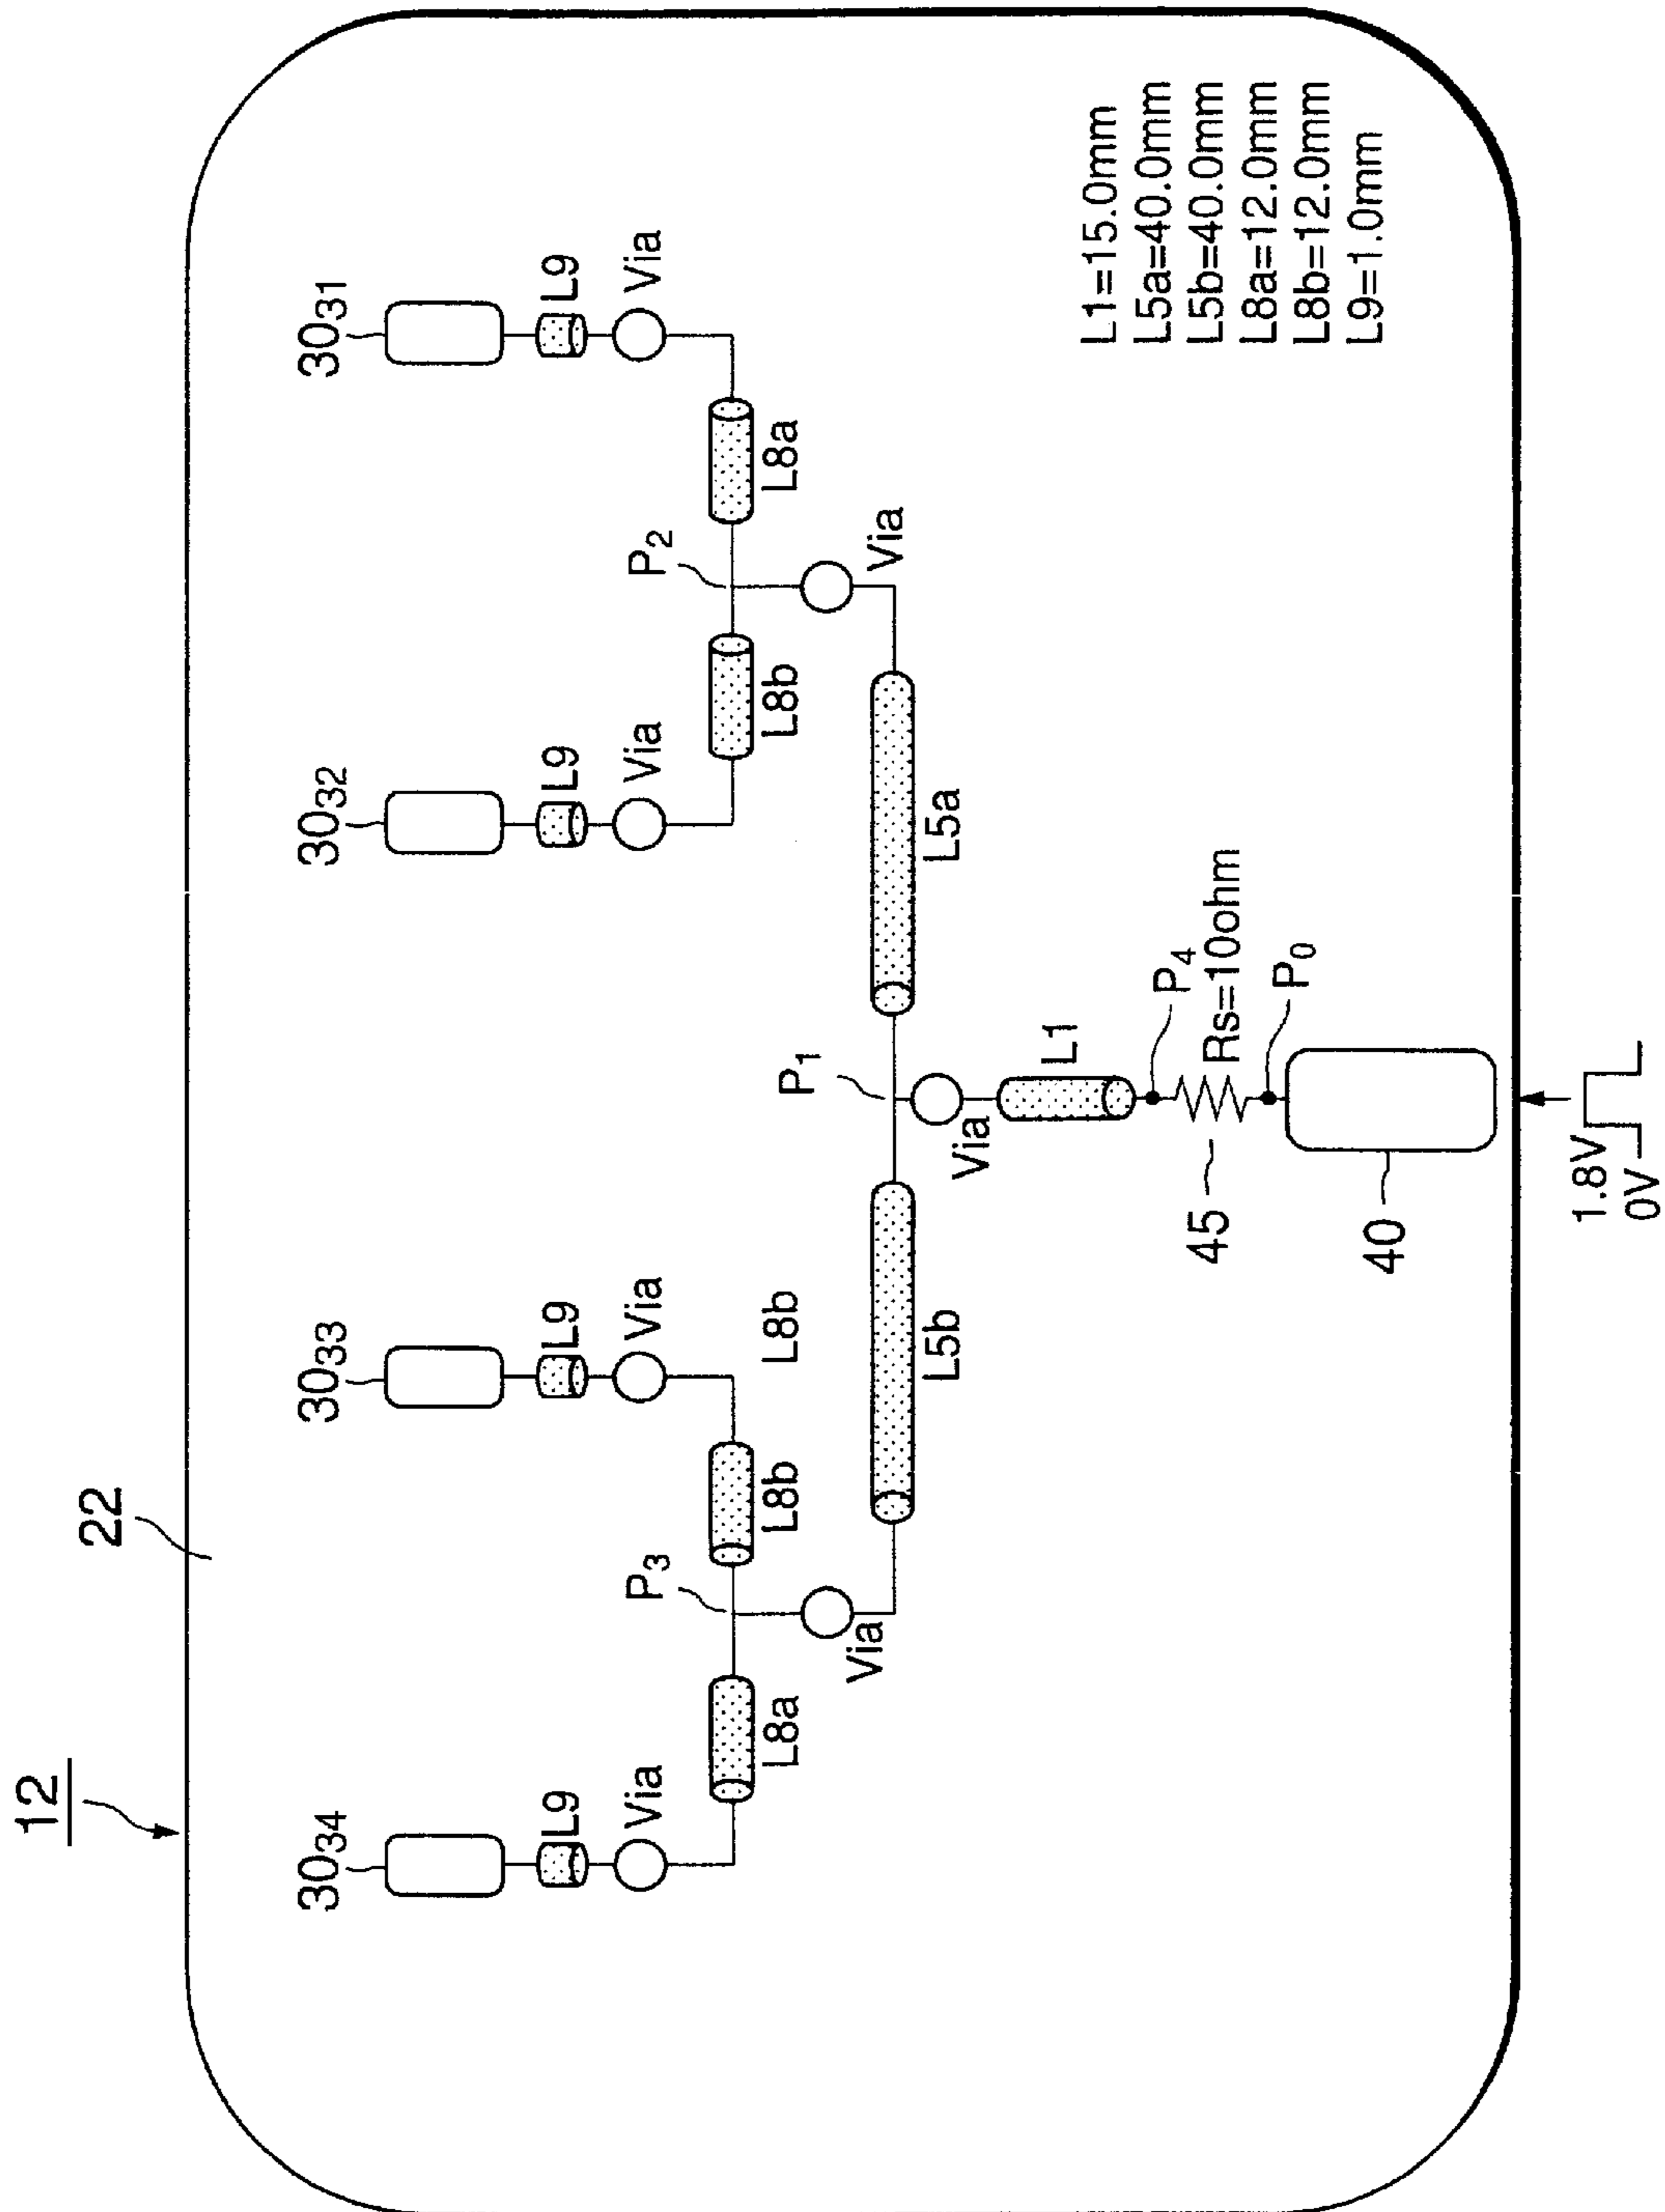 12
22
30₃₄
30₃₃
30₃₂
30₃₁
L9
L9
L9
L9
Via
Via
Via
Via
P₃
P₂
L8a
L8b
L8b
L8b
L8a
Via
Via
P₁
L5b
L5a
Via
L1
P₄
45
Rs=10ohm
P₀
40
1.8V
0V
L1=15.0mm
L5a=40.0mm
L5b=40.0mm
L8a=12.0mm
L8b=12.0mm
L9=1.0mm